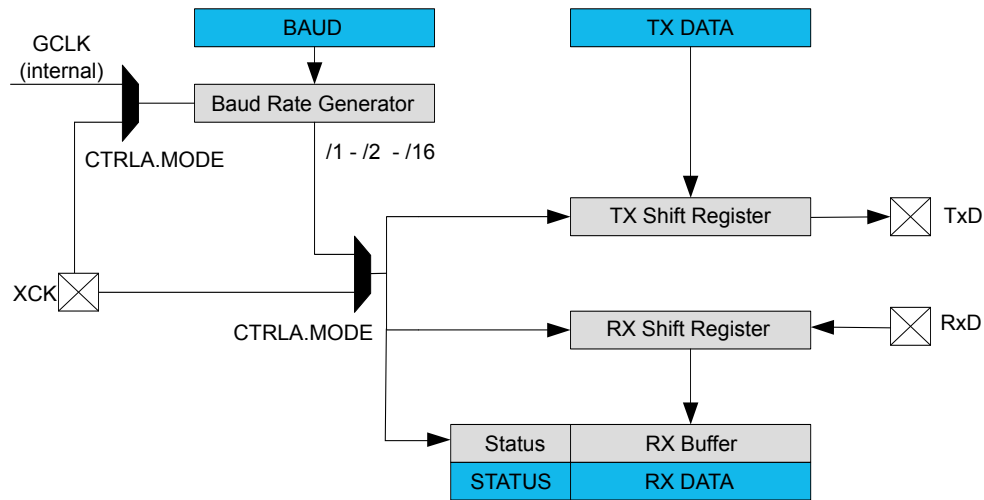 BAUD
TX DATA
GCLK
(internal)
Baud Rate Generator
CTRLA.MODE
/1 - /2 - /16
TX Shift Register
TxD
XCK
CTRLA.MODE
RX Shift Register
RxD
Status
RX Buffer
STATUS
RX DATA